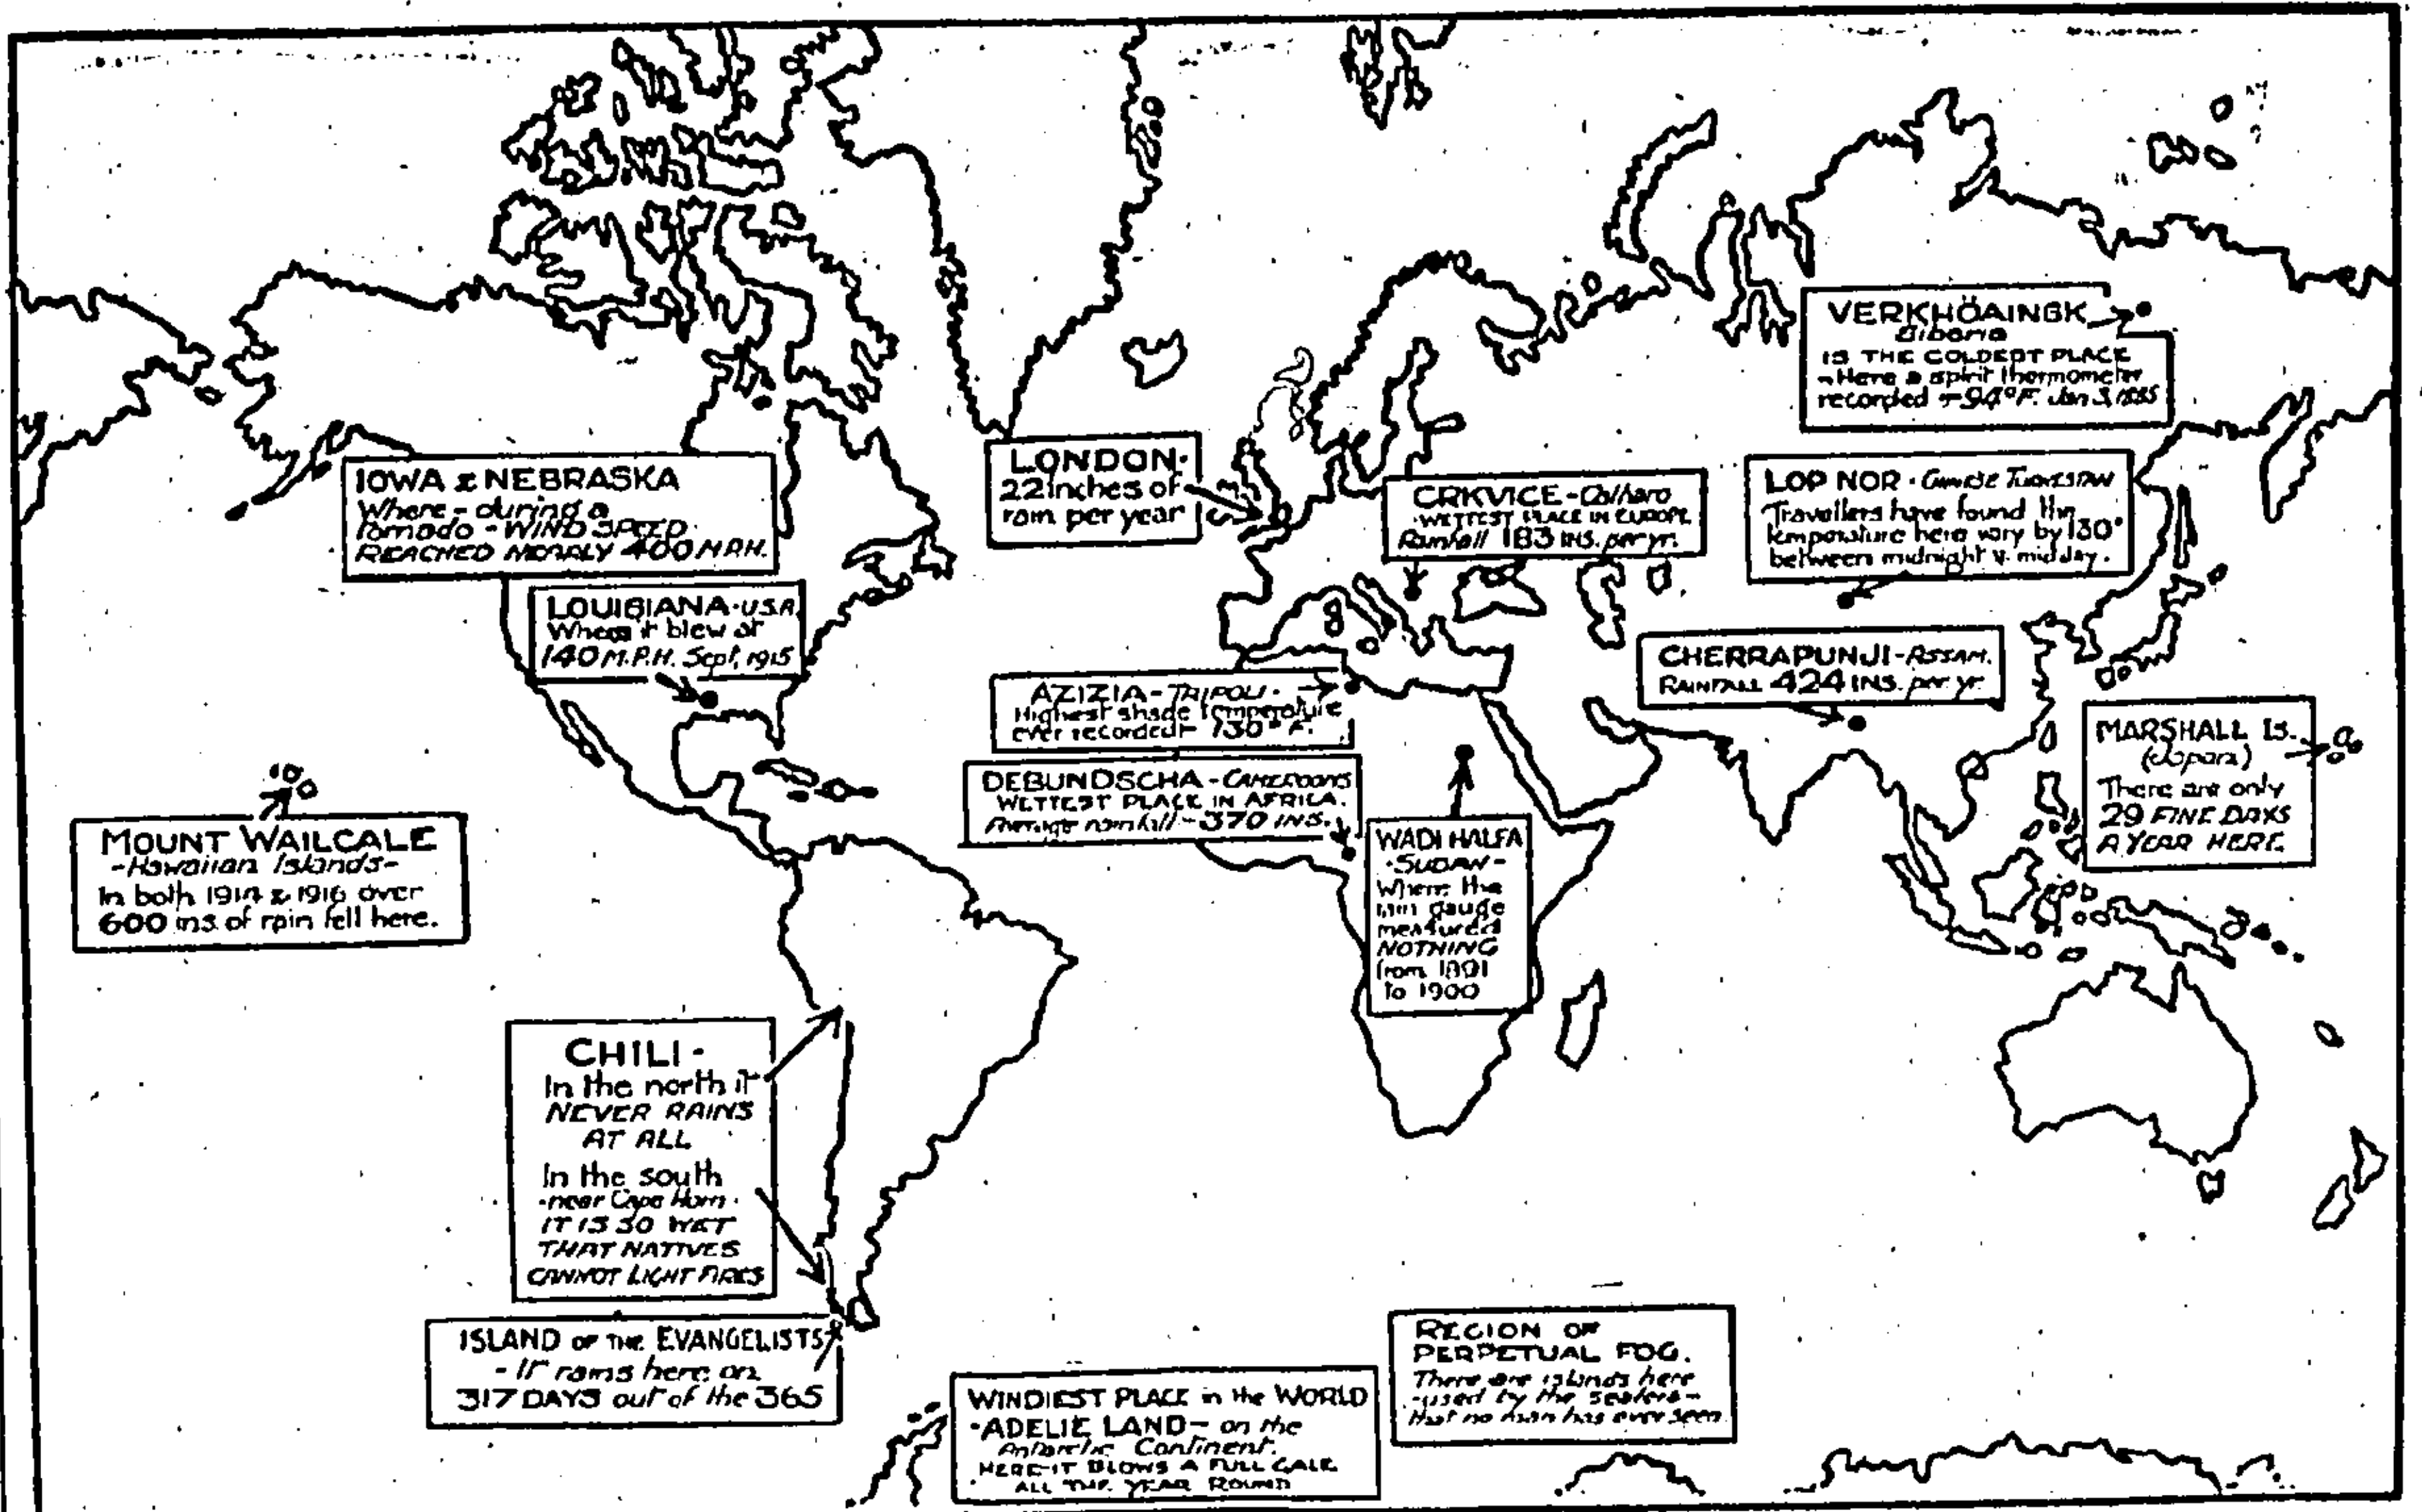 VERKHÖAINSK
Siberia
IS THE COLDEST PLACE
- Here a spirit thermometer
recorded -94°F. Jan 3, 1885
IOWA & NEBRASKA
Where - during a
Tornado - WIND SPEED
REACHED NEARLY 400 M.P.H.
LONDON.
22 inches of
rain per year
CRKVICE -
WETTEST PLACE IN EUROPE
Rainfall 183 INS. per yr.
LOP NOR .
Travellers have found the
temperature here vary by 130°
between midnight & midday.
LOUISIANA - U.S.A.
Where it blew at
140 M.P.H. Sept, 1915
AZIZIA - TRIPOLI -
Highest shade temperature
ever recorded - 130° F.
CHERRAPUNJI - ASSAM.
RAINFALL 424 INS. per yr.
MARSHALL IS.
(Japan)
There are only
29 FINE DAYS
A YEAR HERE.
DEBUNDSCHA - CAMEROONS
WETTEST PLACE IN AFRICA.
Average rainfall - 370 INS.
WADI HALFA
- SUDAN -
Where the
rain gauge
measured
NOTHING
from 1891
to 1900
MOUNT WAILCALE
- Hawaiian Islands -
In both 1914 & 1916 over
600 ins. of rain fell here.
CHILI -
In the north it
NEVER RAINS
AT ALL
In the south
- near Cape Horn -
IT IS SO WET
THAT NATIVES
CANNOT LIGHT FIRES
ISLAND OF THE EVANGELISTS
- It rains here on
317 DAYS out of the 365
WINDIEST PLACE in the WORLD
- ADELIE LAND - on the
Antarctic Continent.
HERE IT BLOWS A FULL GALE
ALL THE YEAR ROUND
REGION OF
PERPETUAL FOG.
There are islands here
- used by the sealers -
that no man has ever seen